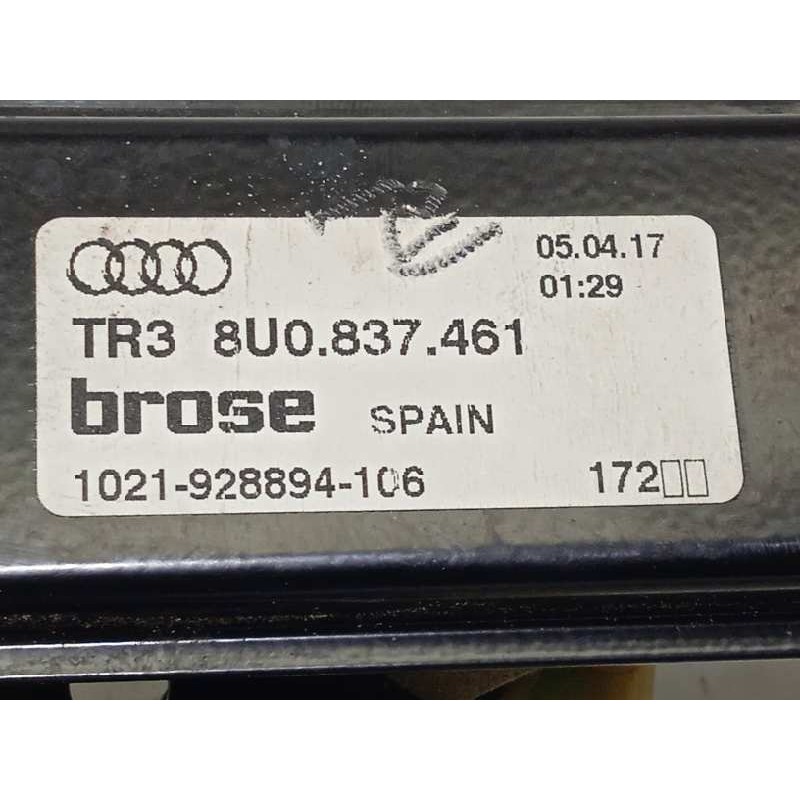 05.04.17
01:29
TR3 8U0.837.461
brose SPAIN
1021-928894-106 172□□